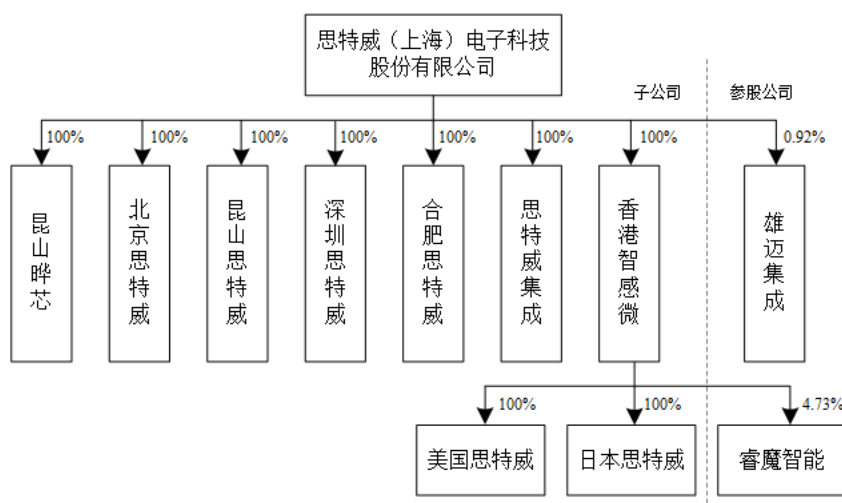 思特威（上海）电子科技
股份有限公司
子公司
参股公司
100%
100%
100%
100%
100%
100%
100%
0.92%
昆山晔芯
北京思特威
昆山思特威
深圳思特威
合肥思特威
思特威集成
香港智感微
雄迈集成
100%
100%
4.73%
美国思特威
日本思特威
睿魔智能